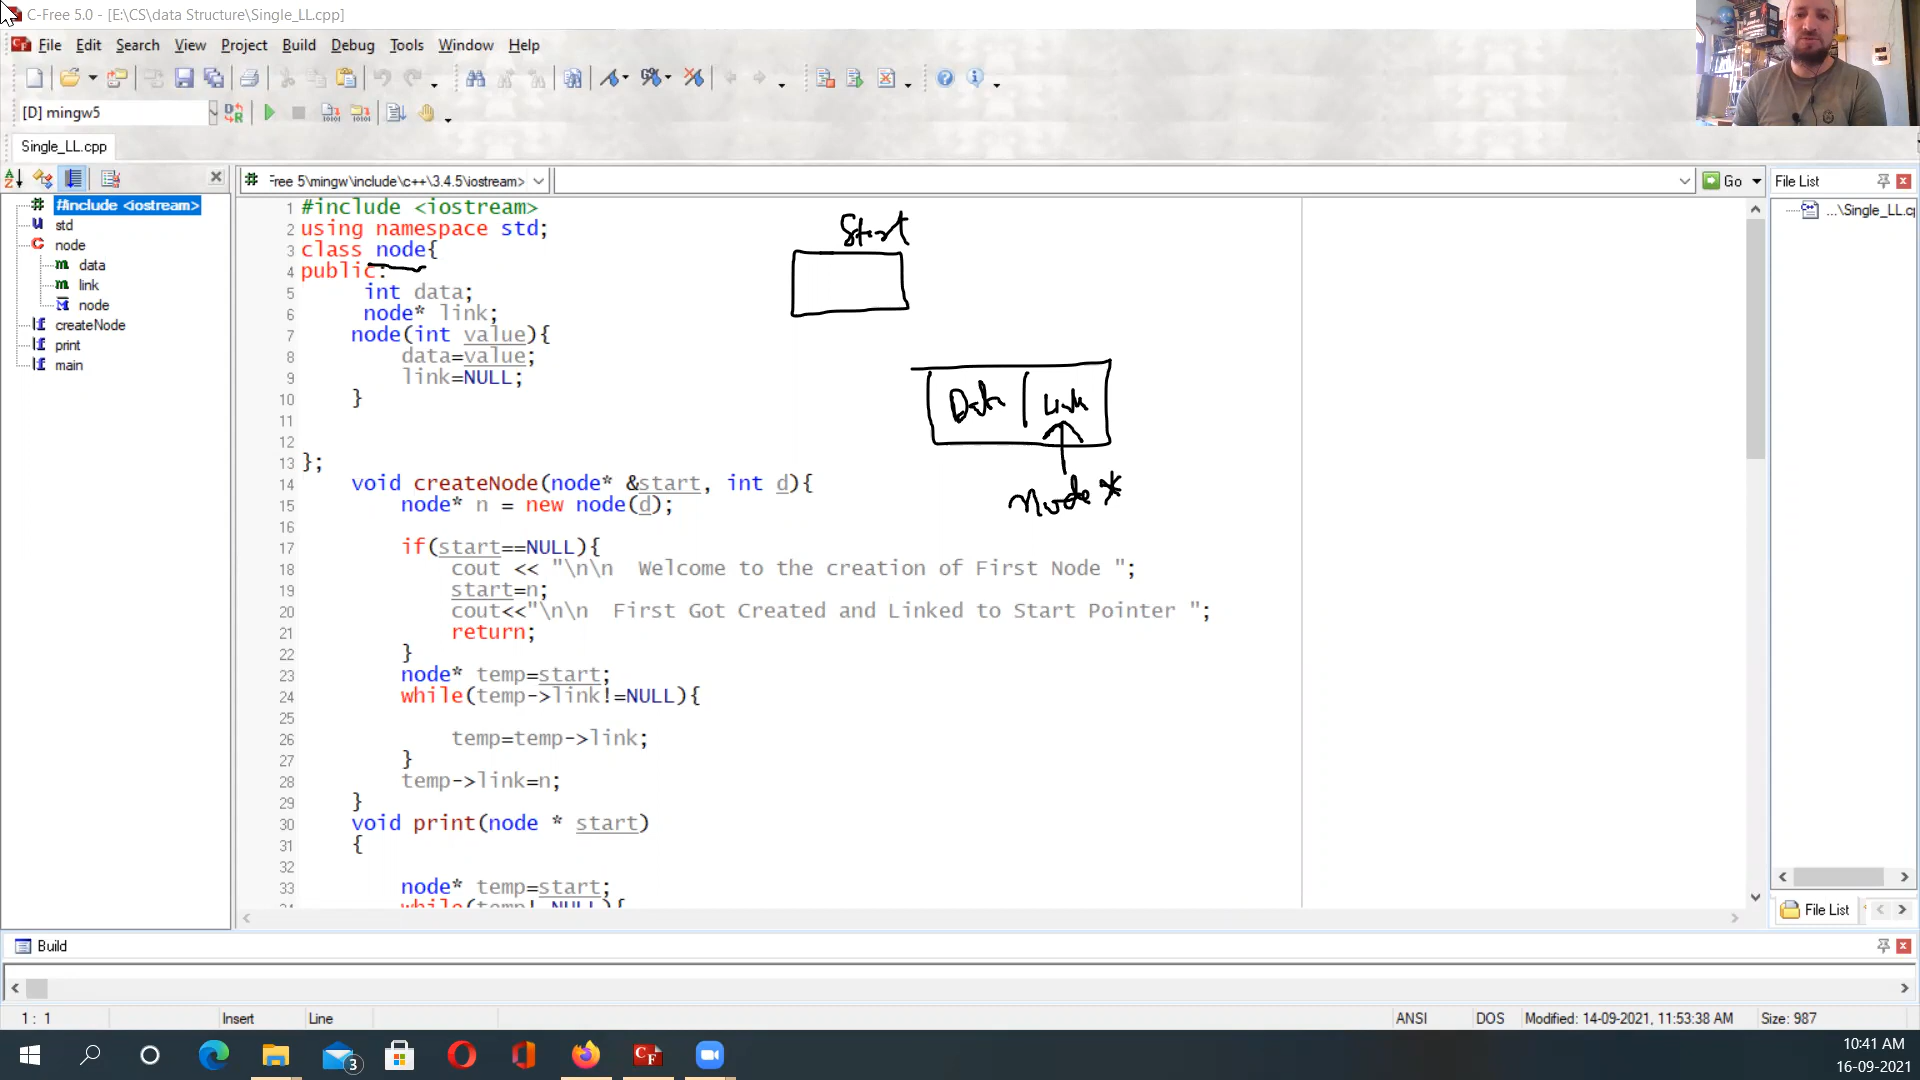 C-Free 5.0 - [E:\CS\data Structure\Single_LL.cpp]
File Edit Search View Project Build Debug Tools Window Help
[D] mingw5
Single_LL.cpp
Free 5\mingw\include\c++\3.4.5\iostream>
Go
File List
#include <iostream>
std
node
data
link
node
createNode
print
main
...\Single_LL.c
1 #include <iostream>
2 using namespace std;
3 class node{
4 public:
5 int data;
6 node* link;
7 node(int value){
8 data=value;
9 link=NULL;
10 }
11
12
13 };
14 void createNode(node* &start, int d){
15 node* n = new node(d);
16
17 if(start==NULL){
18 cout << "\n\n  Welcome to the creation of First Node ";
19 start=n;
20 cout<<"\n\n  First Got Created and Linked to Start Pointer ";
21 return;
22 }
23 node* temp=start;
24 while(temp->link!=NULL){
25
26 temp=temp->link;
27 }
28 temp->link=n;
29 }
30 void print(node * start)
31 {
32
33 node* temp=start;
Start
Data Link
Node *
File List
Build
1 : 1 Insert Line ANSI DOS Modified: 14-09-2021, 11:53:38 AM Size: 987
3
CF
10:41 AM
16-09-2021